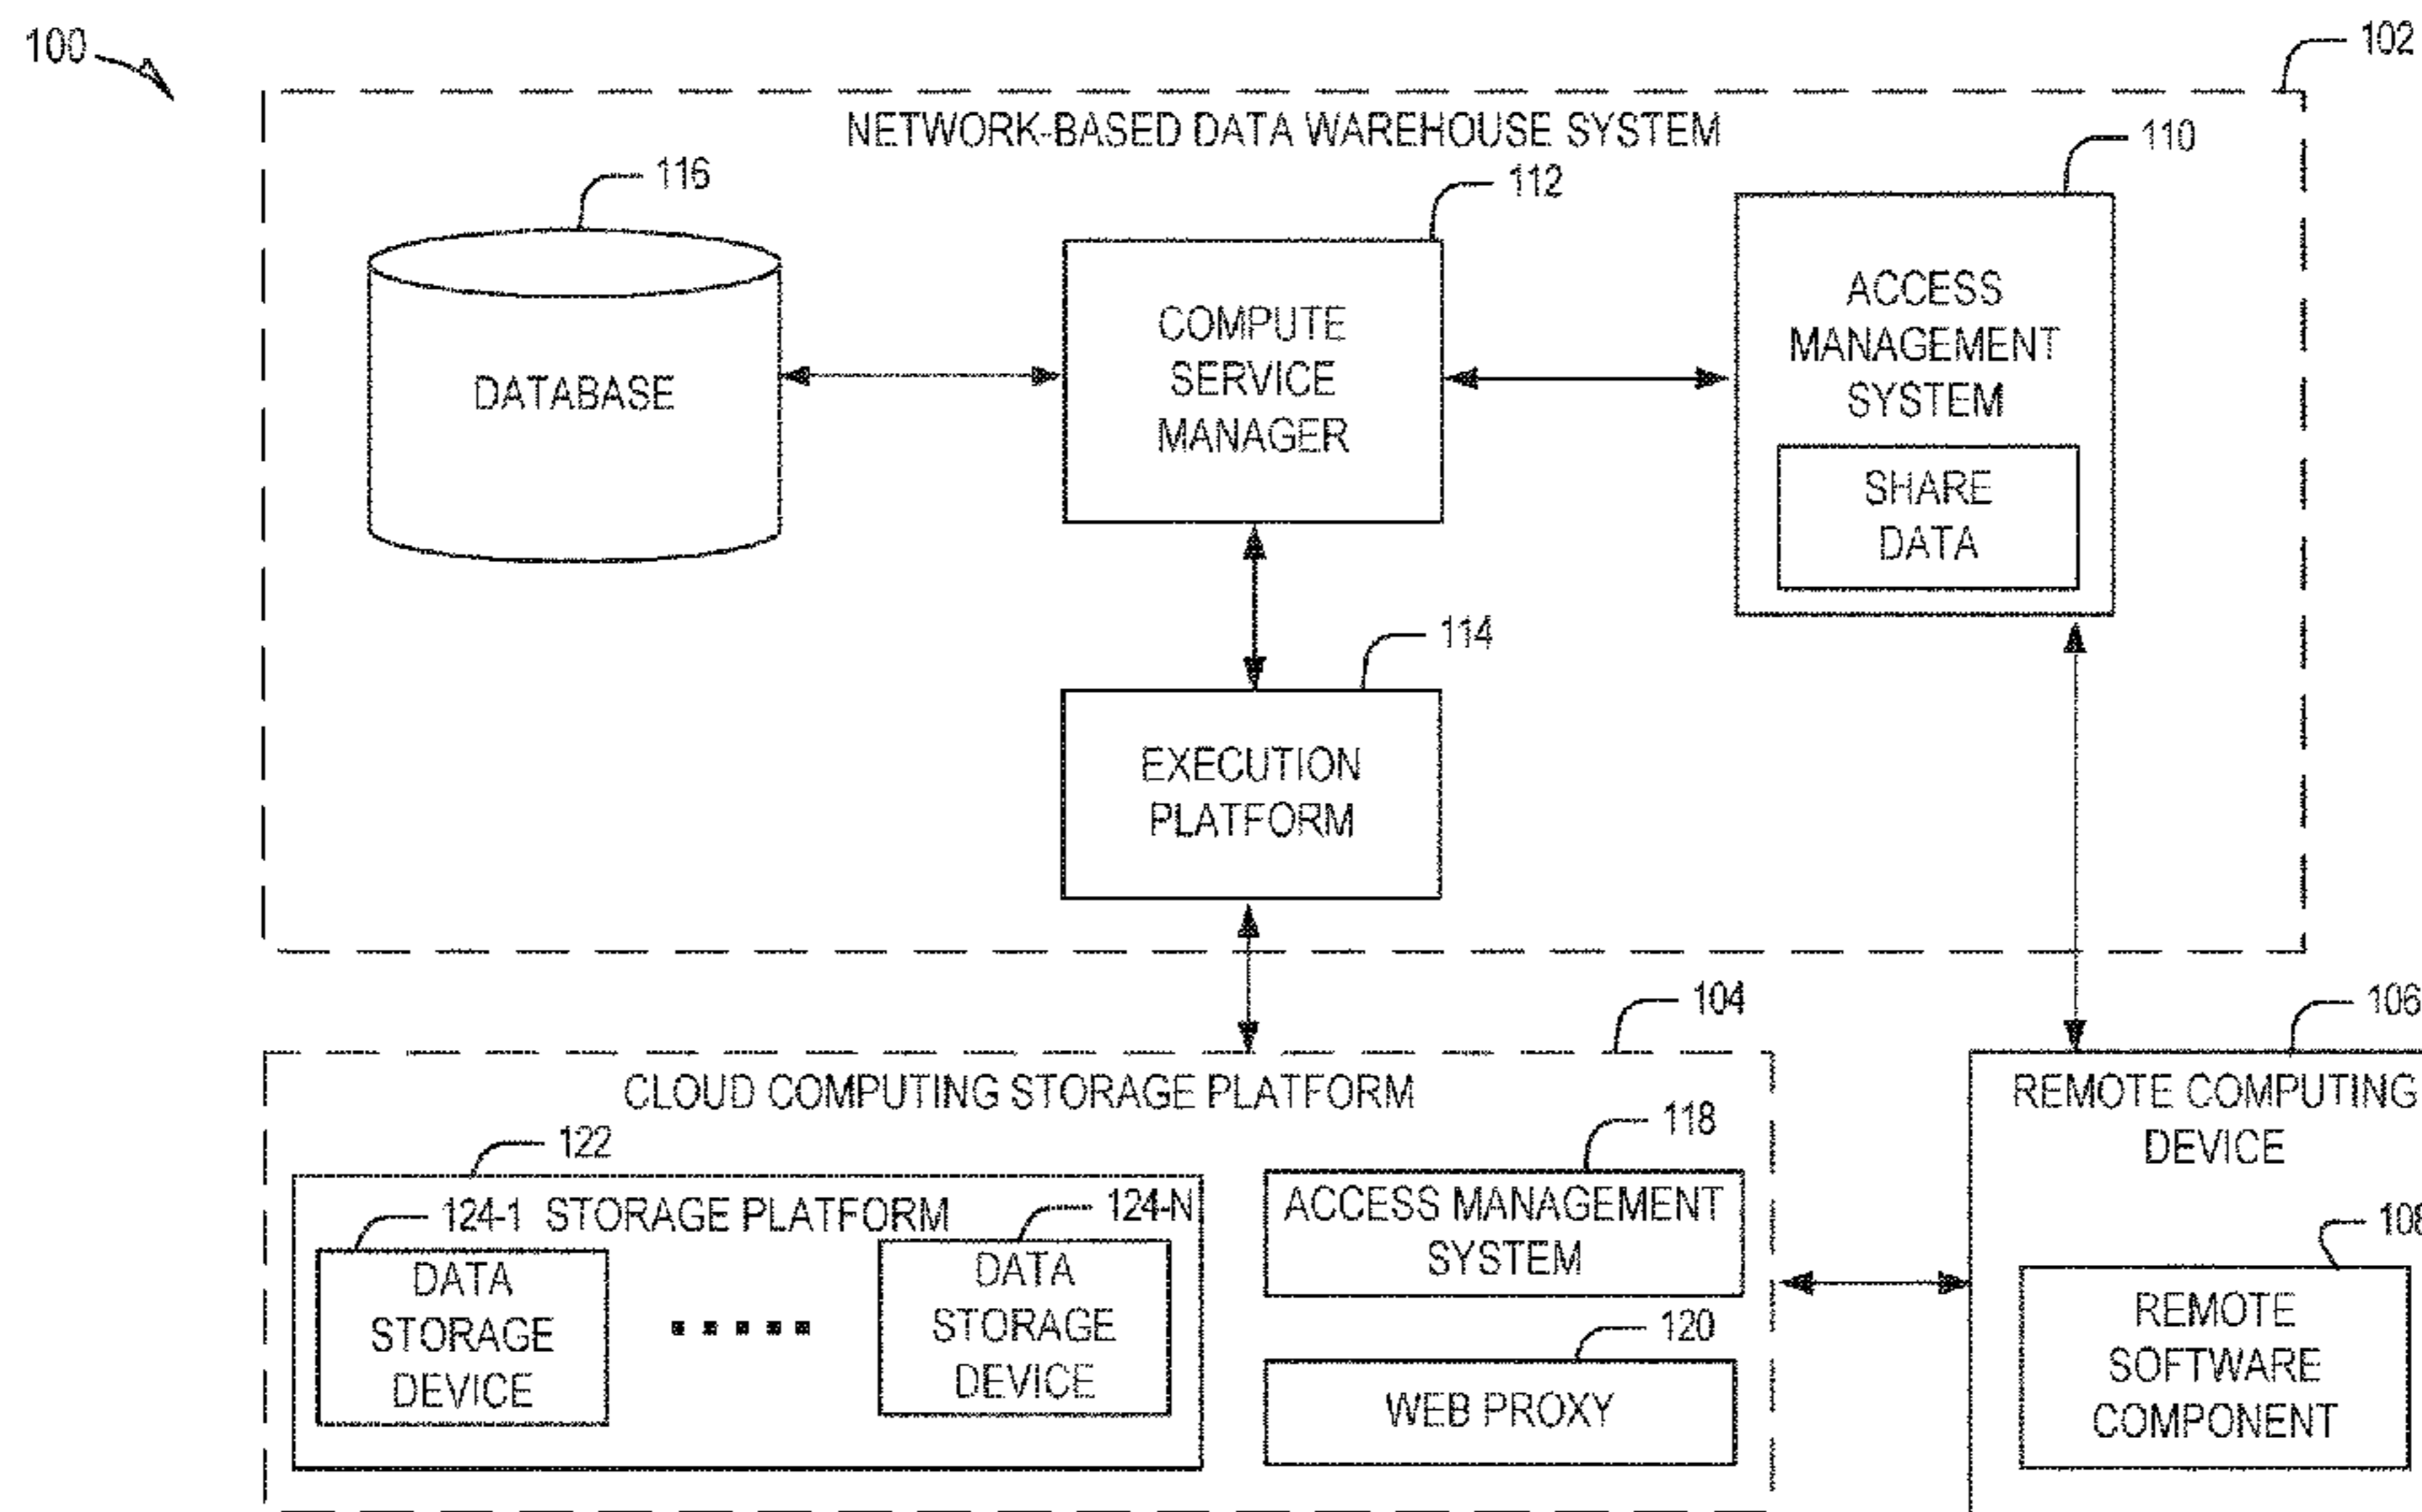 100
102
NETWORK-BASED DATA WAREHOUSE SYSTEM
110
116
112
ACCESS
MANAGEMENT
SYSTEM
SHARE
DATA
COMPUTE
SERVICE
MANAGER
DATABASE
114
EXECUTION
PLATFORM
104
106
CLOUD COMPUTING STORAGE PLATFORM
REMOTE COMPUTING
DEVICE
122
118
124-1 STORAGE PLATFORM
124-N
DATA
STORAGE
DEVICE
DATA
STORAGE
DEVICE
ACCESS MANAGEMENT
SYSTEM
120
WEB PROXY
108
REMOTE
SOFTWARE
COMPONENT